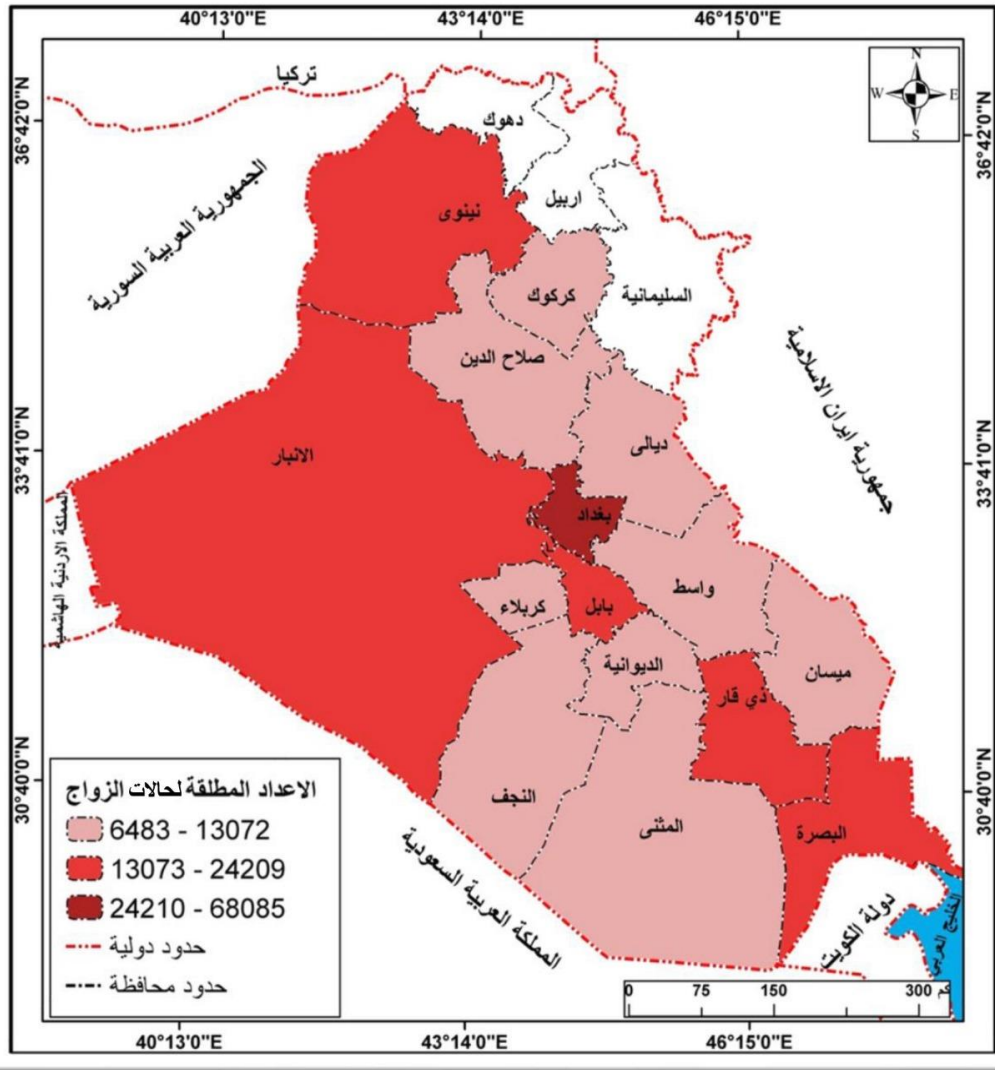 40°13'0"E
43°14'0"E
46°15'0"E
36°42'0"N
36°42'0"N
33°41'0"N
33°41'0"N
30°40'0"N
30°40'0"N
N
W
E
S
تركيا
دهوك
اربيل
نينوى
الجمهورية العربية السورية
كركوك
السليمانية
صلاح الدين
جمهورية ايران الاسلامية
ديالى
الانبار
بغداد
المملكة الاردنية الهاشمية
واسط
كربلاء
بابل
الديوانية
ميسان
ذي قار
النجف
المثنى
البصرة
المملكة العربية السعودية
دولة الكويت
الخليج العربي
الاعداد المطلقة لحالات الزواج
6483 - 13072
13073 - 24209
24210 - 68085
حدود دولية
حدود محافظة
0 75 150 300 كم
40°13'0"E
43°14'0"E
46°15'0"E